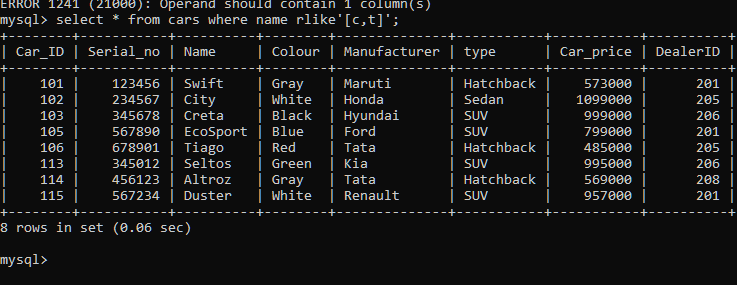 ERROR 1241 (21000): Operand should contain 1 column(s)
mysql> select * from cars where name rlike'[c,t]';
+--------+-----------+----------+--------+--------------+-----------+-----------+----------+
| Car_ID | Serial_no | Name     | Colour | Manufacturer | type      | Car_price | DealerID |
+--------+-----------+----------+--------+--------------+-----------+-----------+----------+
|    101 |    123456 | Swift    | Gray   | Maruti       | Hatchback |    573000 |      201 |
|    102 |    234567 | City     | White  | Honda        | Sedan     |   1099000 |      205 |
|    103 |    345678 | Creta    | Black  | Hyundai      | SUV       |    999000 |      206 |
|    105 |    567890 | EcoSport | Blue   | Ford         | SUV       |    799000 |      201 |
|    106 |    678901 | Tiago    | Red    | Tata         | Hatchback |    485000 |      205 |
|    113 |    345012 | Seltos   | Green  | Kia          | SUV       |    995000 |      206 |
|    114 |    456123 | Altroz   | Gray   | Tata         | Hatchback |    569000 |      208 |
|    115 |    567234 | Duster   | White  | Renault      | SUV       |    957000 |      201 |
+--------+-----------+----------+--------+--------------+-----------+-----------+----------+
8 rows in set (0.06 sec)
mysql>